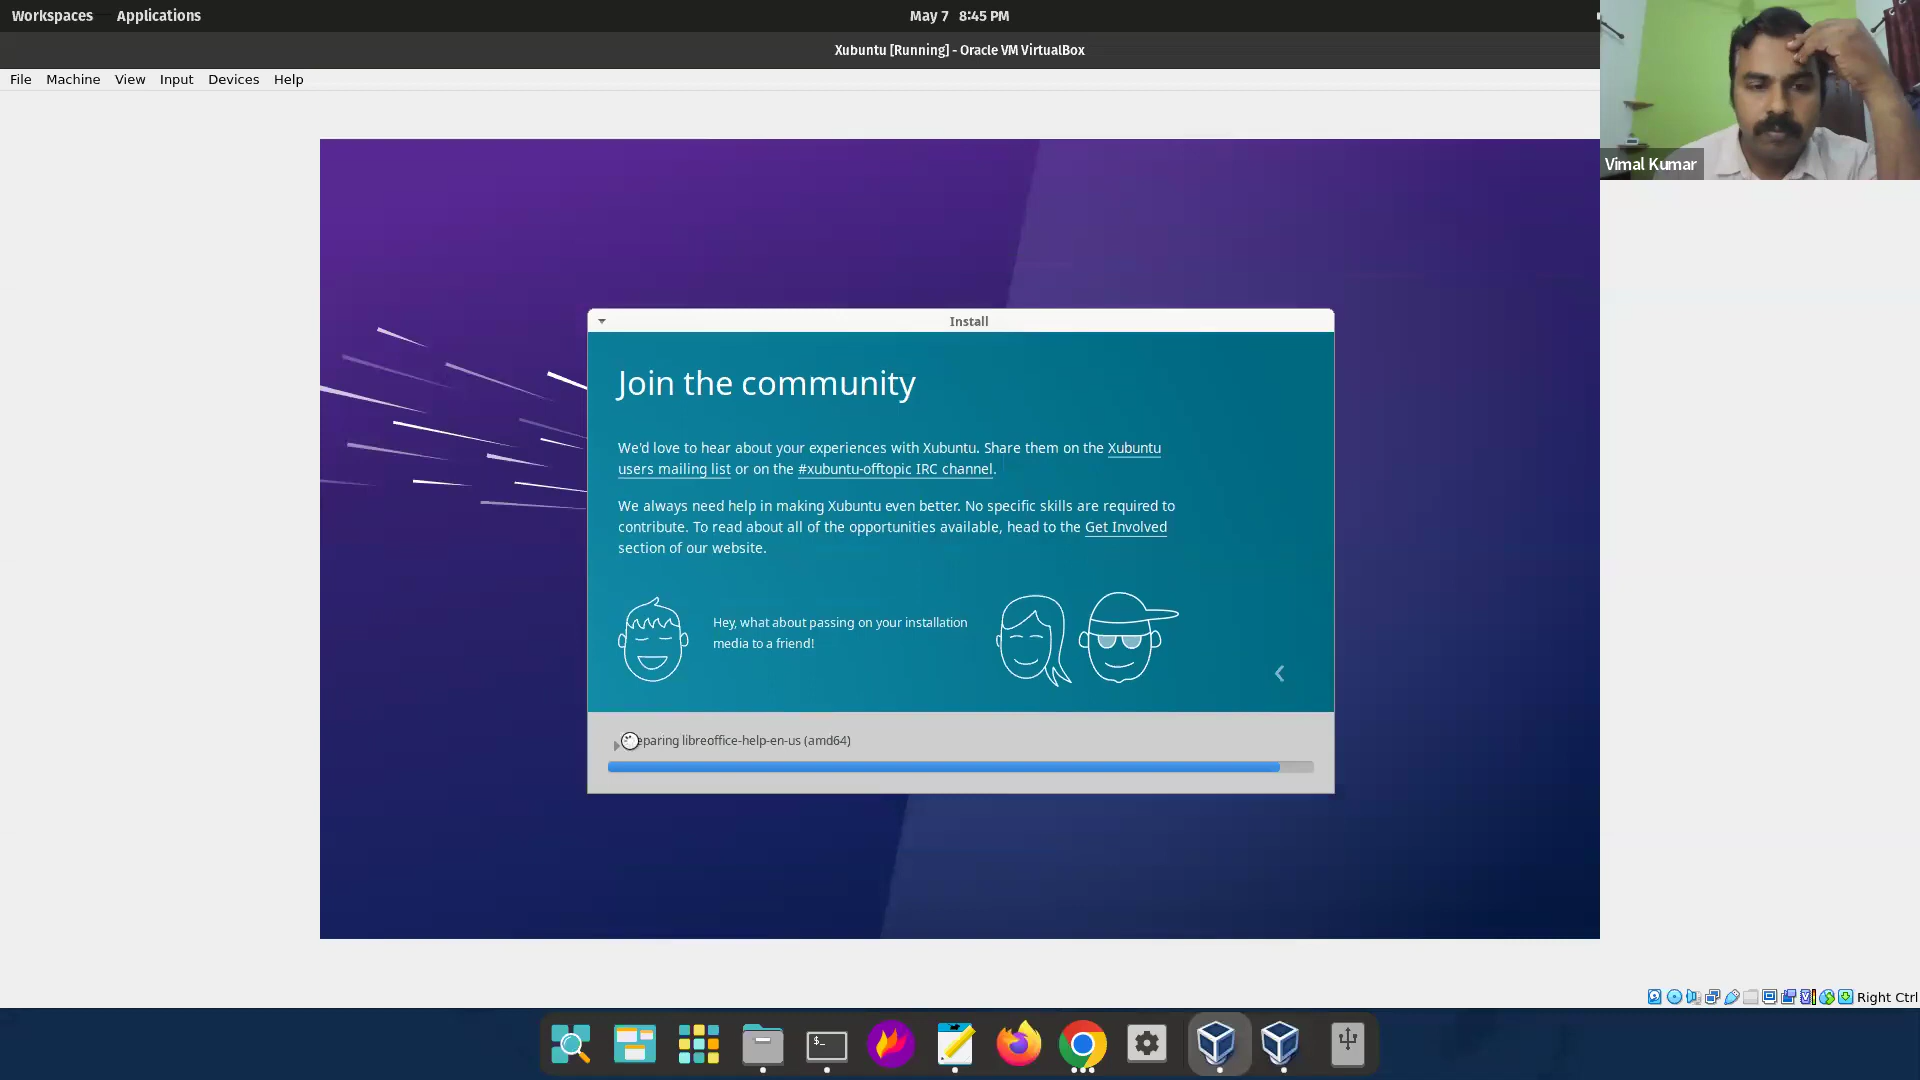 Workspaces Applications May 7 8:45 PM
Xubuntu [Running] - Oracle VM VirtualBox
File Machine View Input Devices Help
Vimal Kumar
Install
Join the community
We'd love to hear about your experiences with Xubuntu. Share them on the Xubuntu
users mailing list or on the #xubuntu-offtopic IRC channel.
We always need help in making Xubuntu even better. No specific skills are required to
contribute. To read about all of the opportunities available, head to the Get Involved
section of our website.
Hey, what about passing on your installation
media to a friend!
eparing libreoffice-help-en-us (amd64)
Right Ctrl
$_